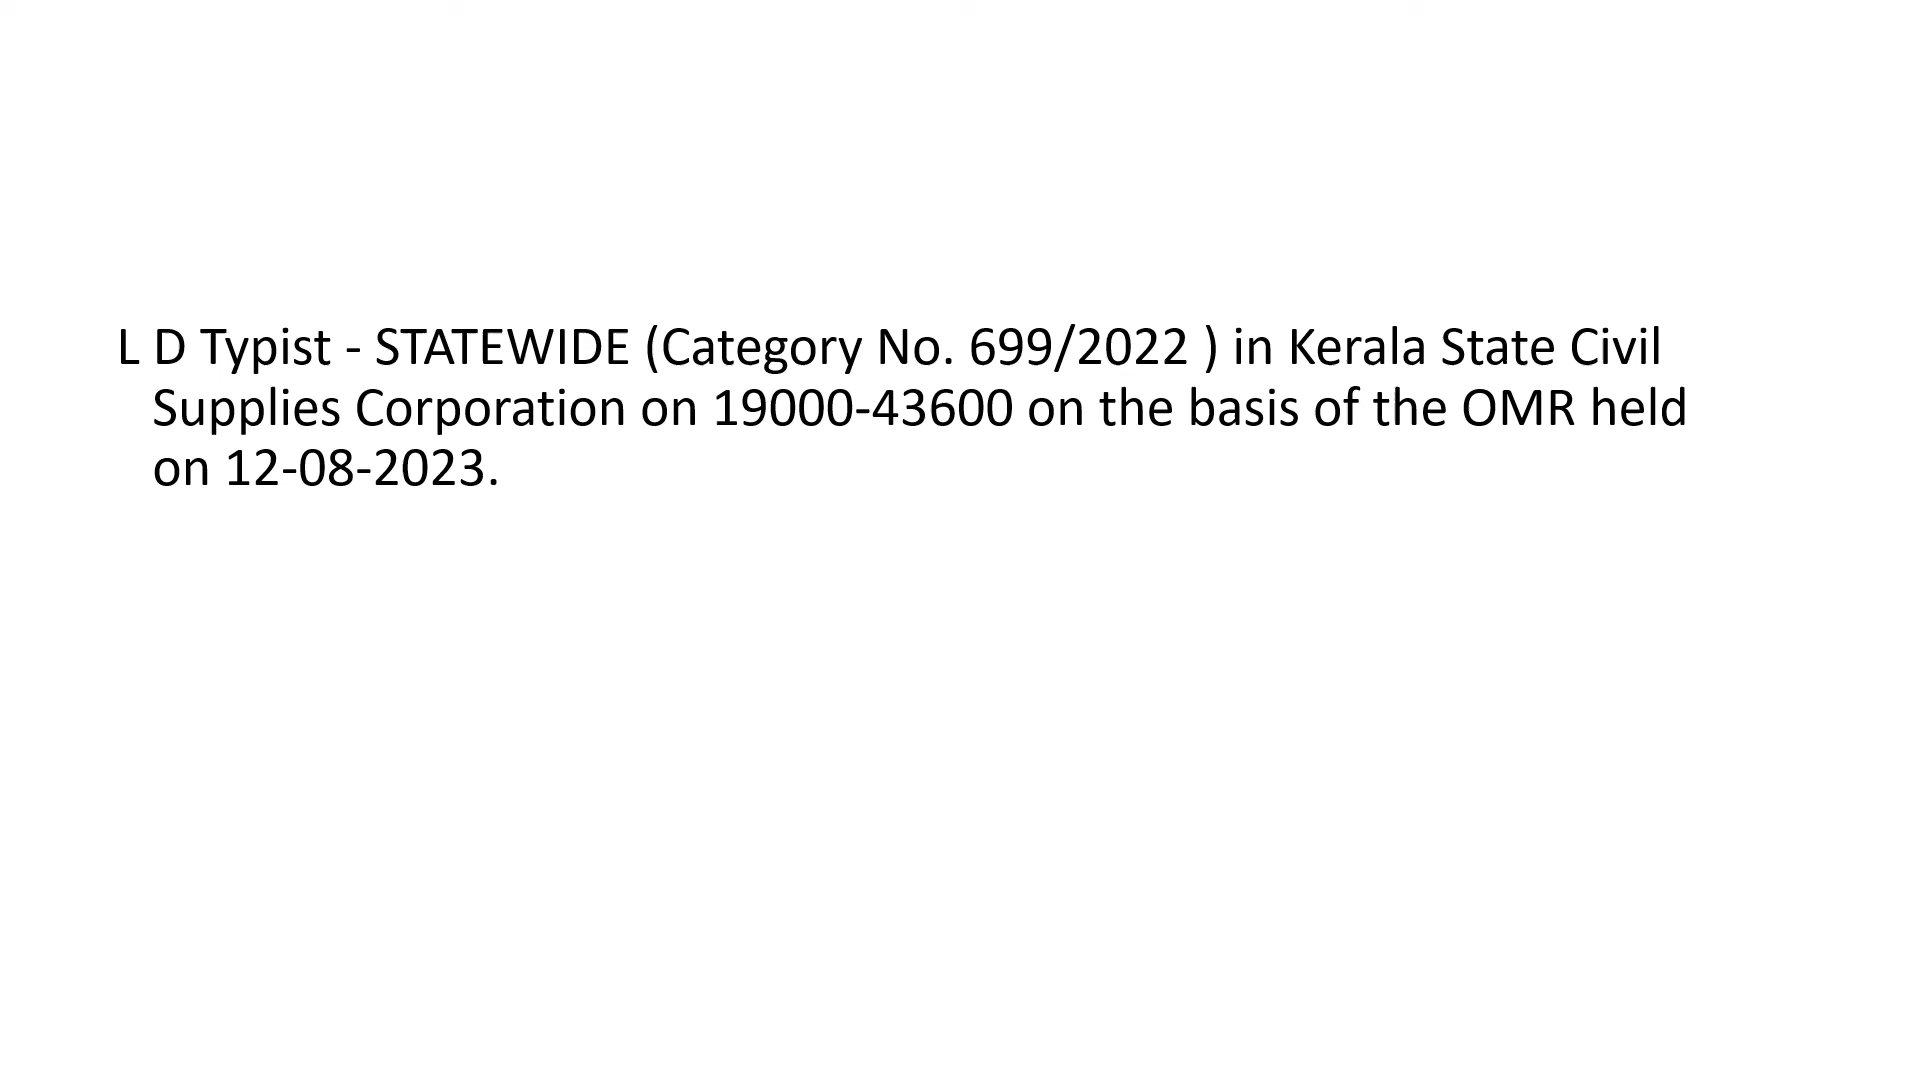 L D Typist - STATEWIDE (Category No. 699/2022 ) in Kerala State Civil
Supplies Corporation on 19000-43600 on the basis of the OMR held
on 12-08-2023.